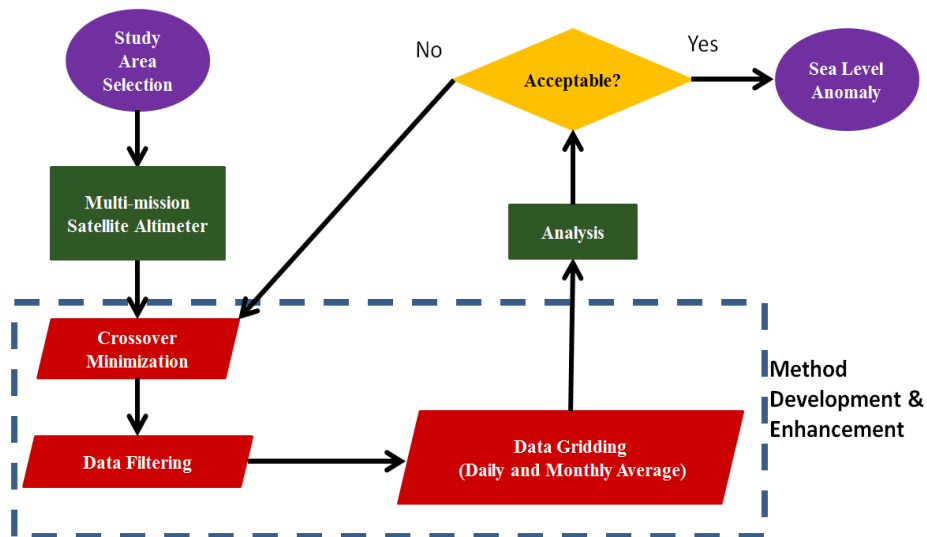 Study
Area
Selection
No
Acceptable?
Yes
Sea Level
Anomaly
Multi-mission
Satellite Altimeter
Analysis
Crossover
Minimization
Data Filtering
Data Gridding
(Daily and Monthly Average)
Method
Development &
Enhancement